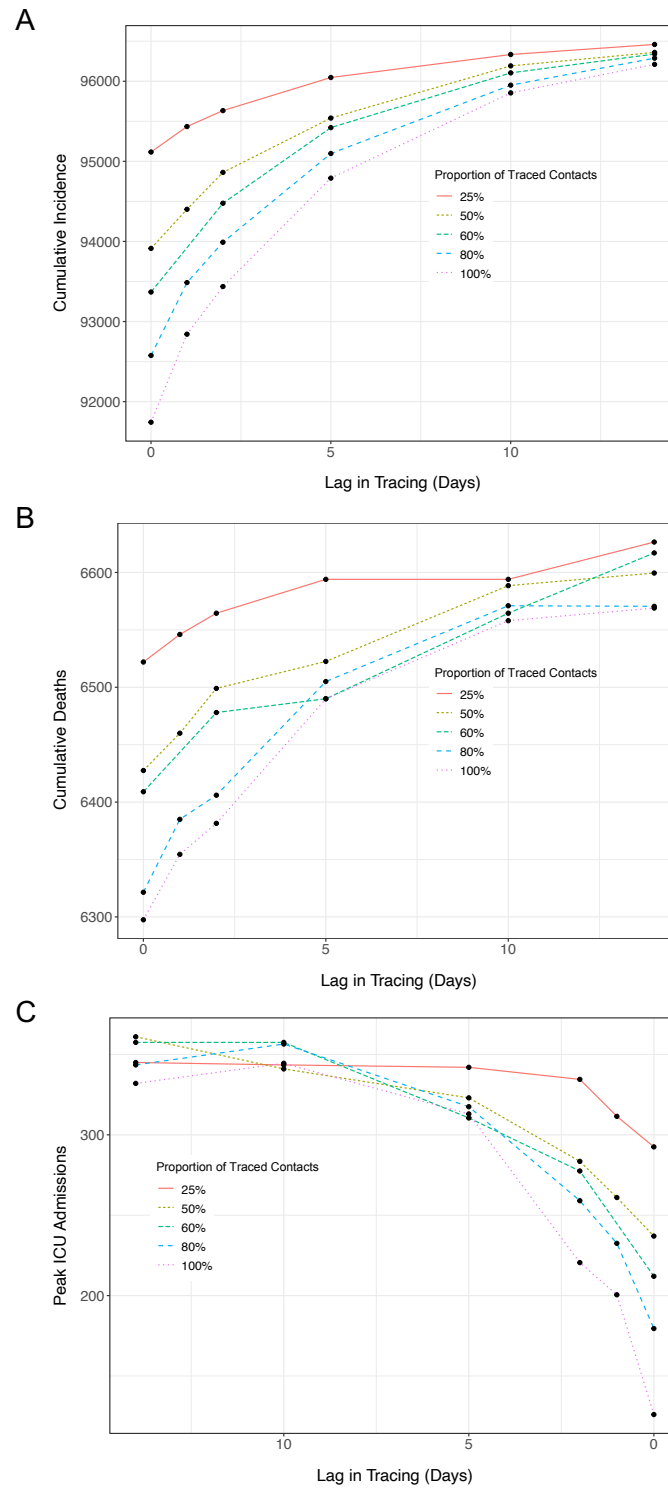 A
96000
95000
94000
93000
92000
Cumulative Incidence
Proportion of Traced Contacts
25%
50%
60%
80%
100%
0
5
10
Lag in Tracing (Days)
B
6600
6500
6400
6300
Cumulative Deaths
Proportion of Traced Contacts
25%
50%
60%
80%
100%
0
5
10
Lag in Tracing (Days)
C
300
200
Peak ICU Admissions
Proportion of Traced Contacts
25%
50%
60%
80%
100%
10
5
0
Lag in Tracing (Days)